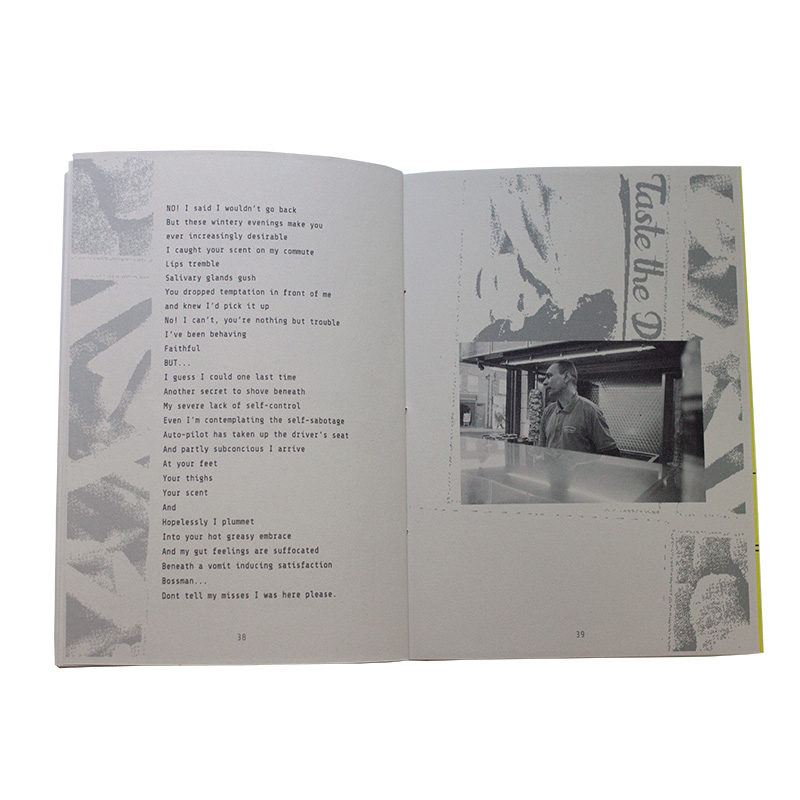 NO! I said I wouldn't go back
But these wintery evenings make you
ever increasingly desirable
I caught your scent on my commute
Lips tremble
Salivary glands gush
You dropped temptation in front of me
and knew I'd pick it up
No! I can't, you're nothing but trouble
I've been behaving
Faithful
BUT...
I guess I could one last time
Another secret to shove beneath
My severe lack of self-control
Even I'm contemplating the self-sabotage
Auto-pilot has taken up the driver's seat
And partly subconcious I arrive
At your feet
Your thighs
Your scent
And
Hopelessly I plummet
Into your hot greasy embrace
And my gut feelings are suffocated
Beneath a vomit inducing satisfaction
Bossman...
Dont tell my misses I was here please.
38
Taste the D
39